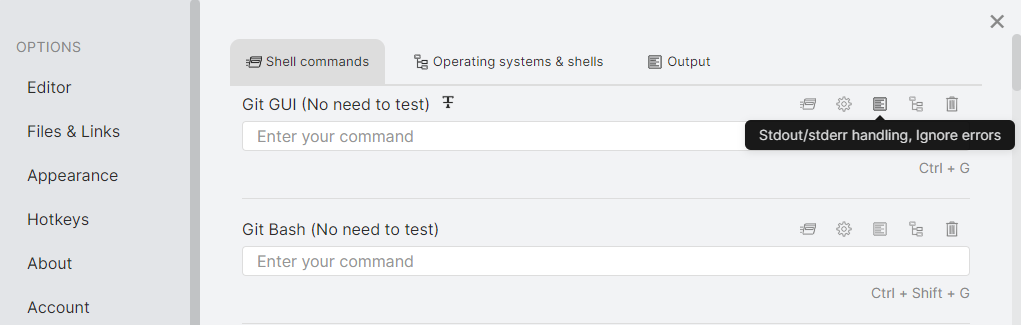 OPTIONS
Editor
Files & Links
Appearance
Hotkeys
About
Account
Shell commands
Operating systems & shells
Output
Git GUI (No need to test)
Enter your command
Stdout/stderr handling, Ignore errors
Ctrl + G
Git Bash (No need to test)
Enter your command
Ctrl + Shift + G